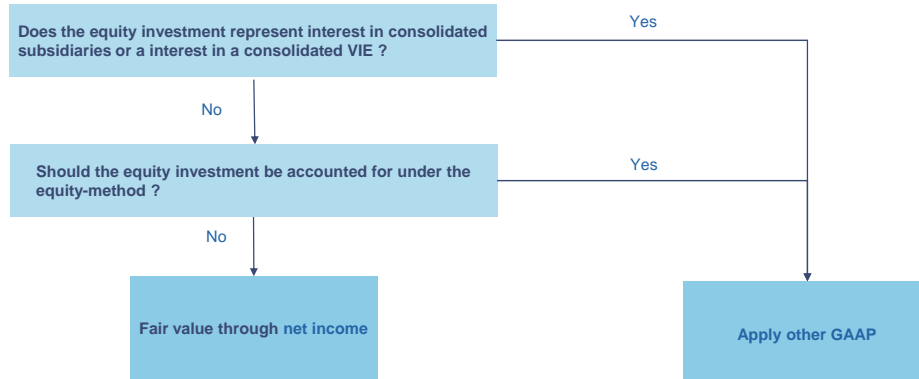 Does the equity investment represent interest in consolidated
subsidiaries or a interest in a consolidated VIE ?
Yes
No
Should the equity investment be accounted for under the
equity-method ?
Yes
No
Fair value through net income
Apply other GAAP